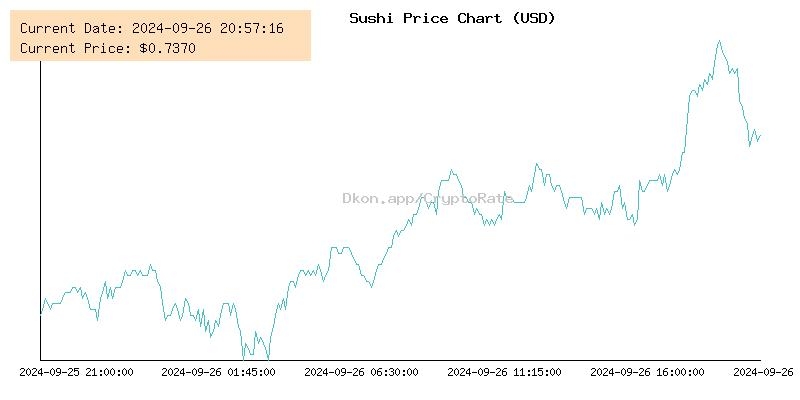 Sushi Price Chart (USD)
Current Date: 2024-09-26 20:57:16
Current Price: $0.7370
Dkon.app/CryptoRate
2024-09-25 21:00:00 2024-09-26 01:45:00 2024-09-26 06:30:00 2024-09-26 11:15:00 2024-09-26 16:00:00 2024-09-26